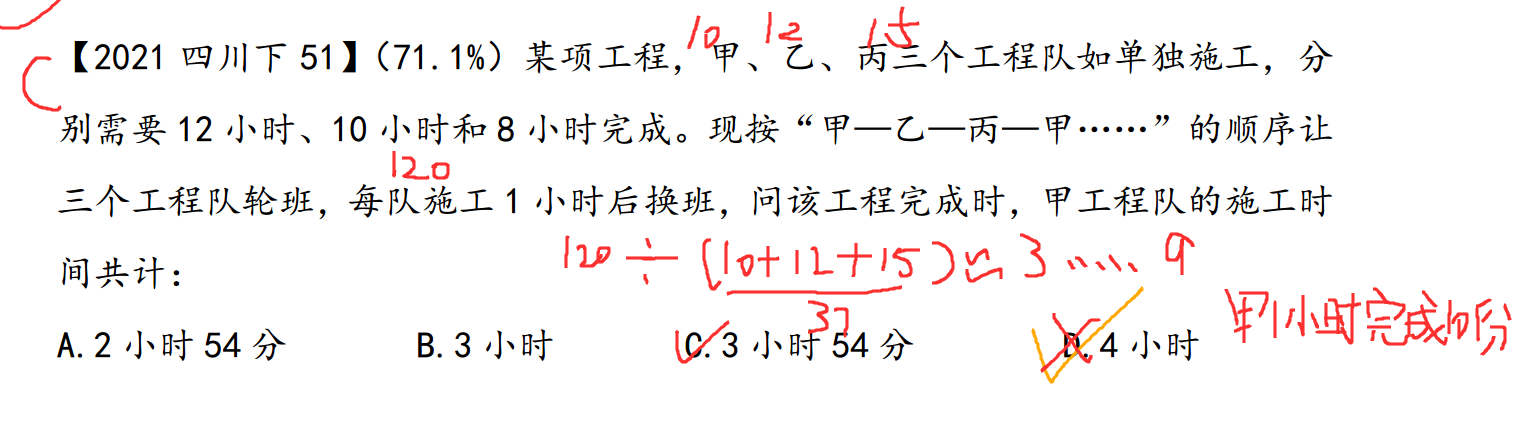 10 12 15
【2021 四川下 51】（71.1%）某项工程，甲、乙、丙三个工程队如单独施工，分
别需要 12 小时、10 小时和 8 小时完成。现按“甲—乙—丙—甲……”的顺序让
120
三个工程队轮班，每队施工 1 小时后换班，问该工程完成时，甲工程队的施工时
120÷(10+12+15)≈3……9
间共计：
37
甲1小时完成10份
A.2 小时 54 分 B.3 小时 C.3 小时 54 分 D.4 小时